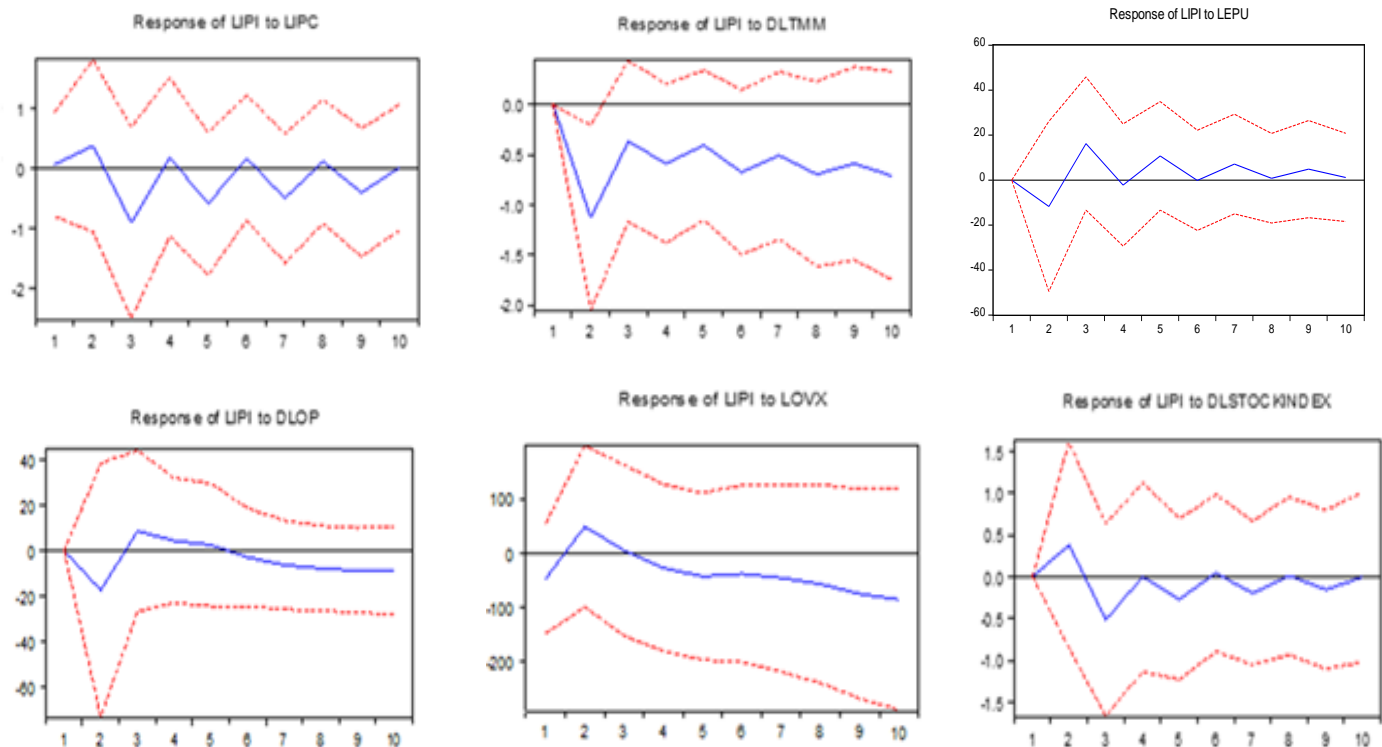 Response of LIPI to LIPC
1
0
-1
-2
1 2 3 4 5 6 7 8 9 10
Response of LIPI to DLTMM
0.0
-0.5
-1.0
-1.5
-2.0
1 2 3 4 5 6 7 8 9 10
Response of LIPI to LEPU
60
40
20
0
-20
-40
-60
1 2 3 4 5 6 7 8 9 10
Response of LIPI to DLOP
40
20
0
-20
-40
-60
1 2 3 4 5 6 7 8 9 10
Response of LIPI to LOVX
100
0
-100
-200
1 2 3 4 5 6 7 8 9 10
Response of LIPI to DLSTOCKINDEX
1.5
1.0
0.5
0.0
-0.5
-1.0
-1.5
1 2 3 4 5 6 7 8 9 10